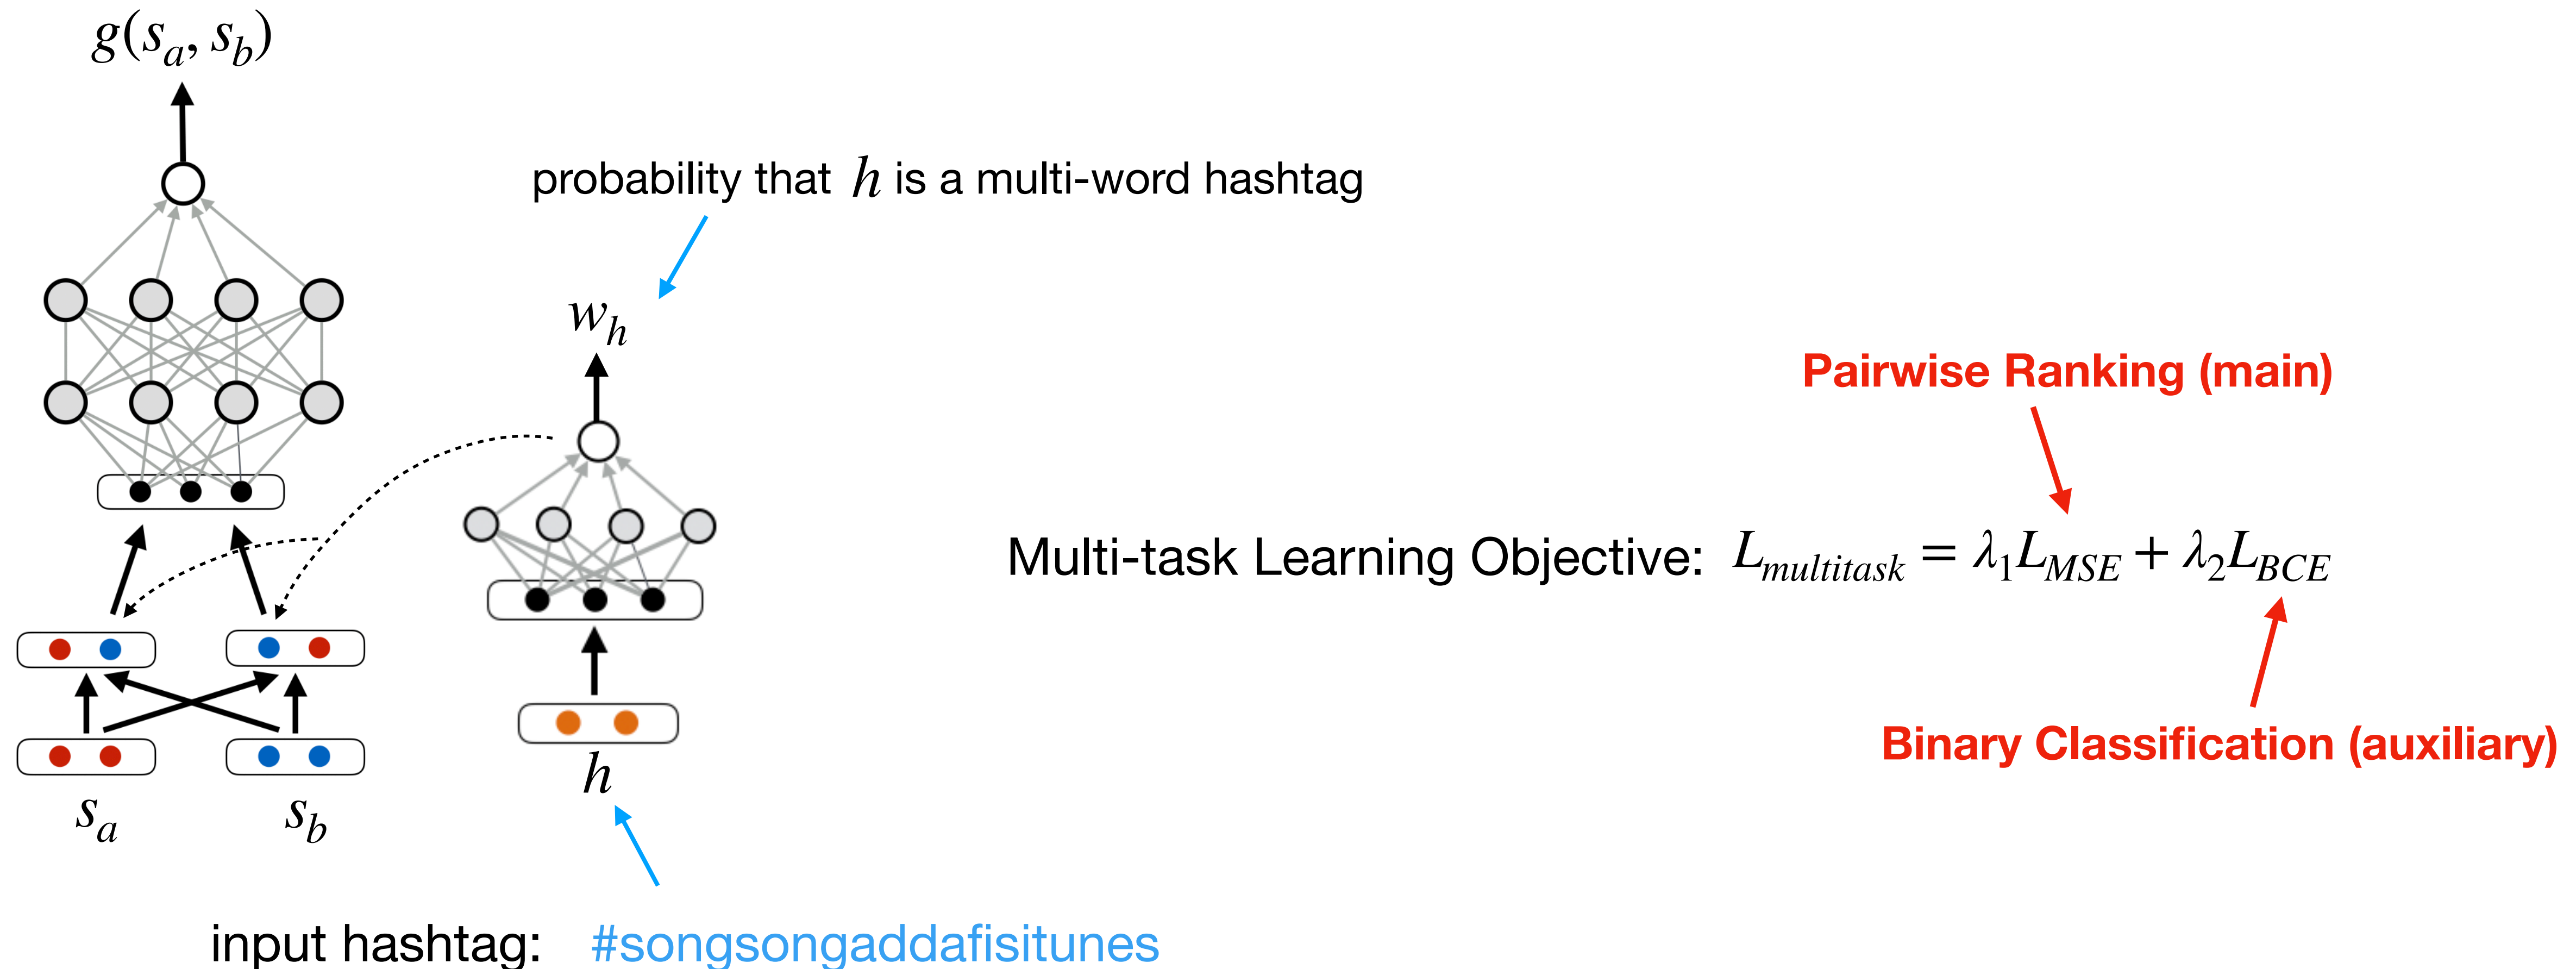 g(s_a, s_b)
probability that h is a multi-word hashtag
w_h
Pairwise Ranking (main)
Multi-task Learning Objective: L_multitask = λ_1 L_MSE + λ_2 L_BCE
Binary Classification (auxiliary)
h
s_a s_b
input hashtag: #songsongaddafisitunes